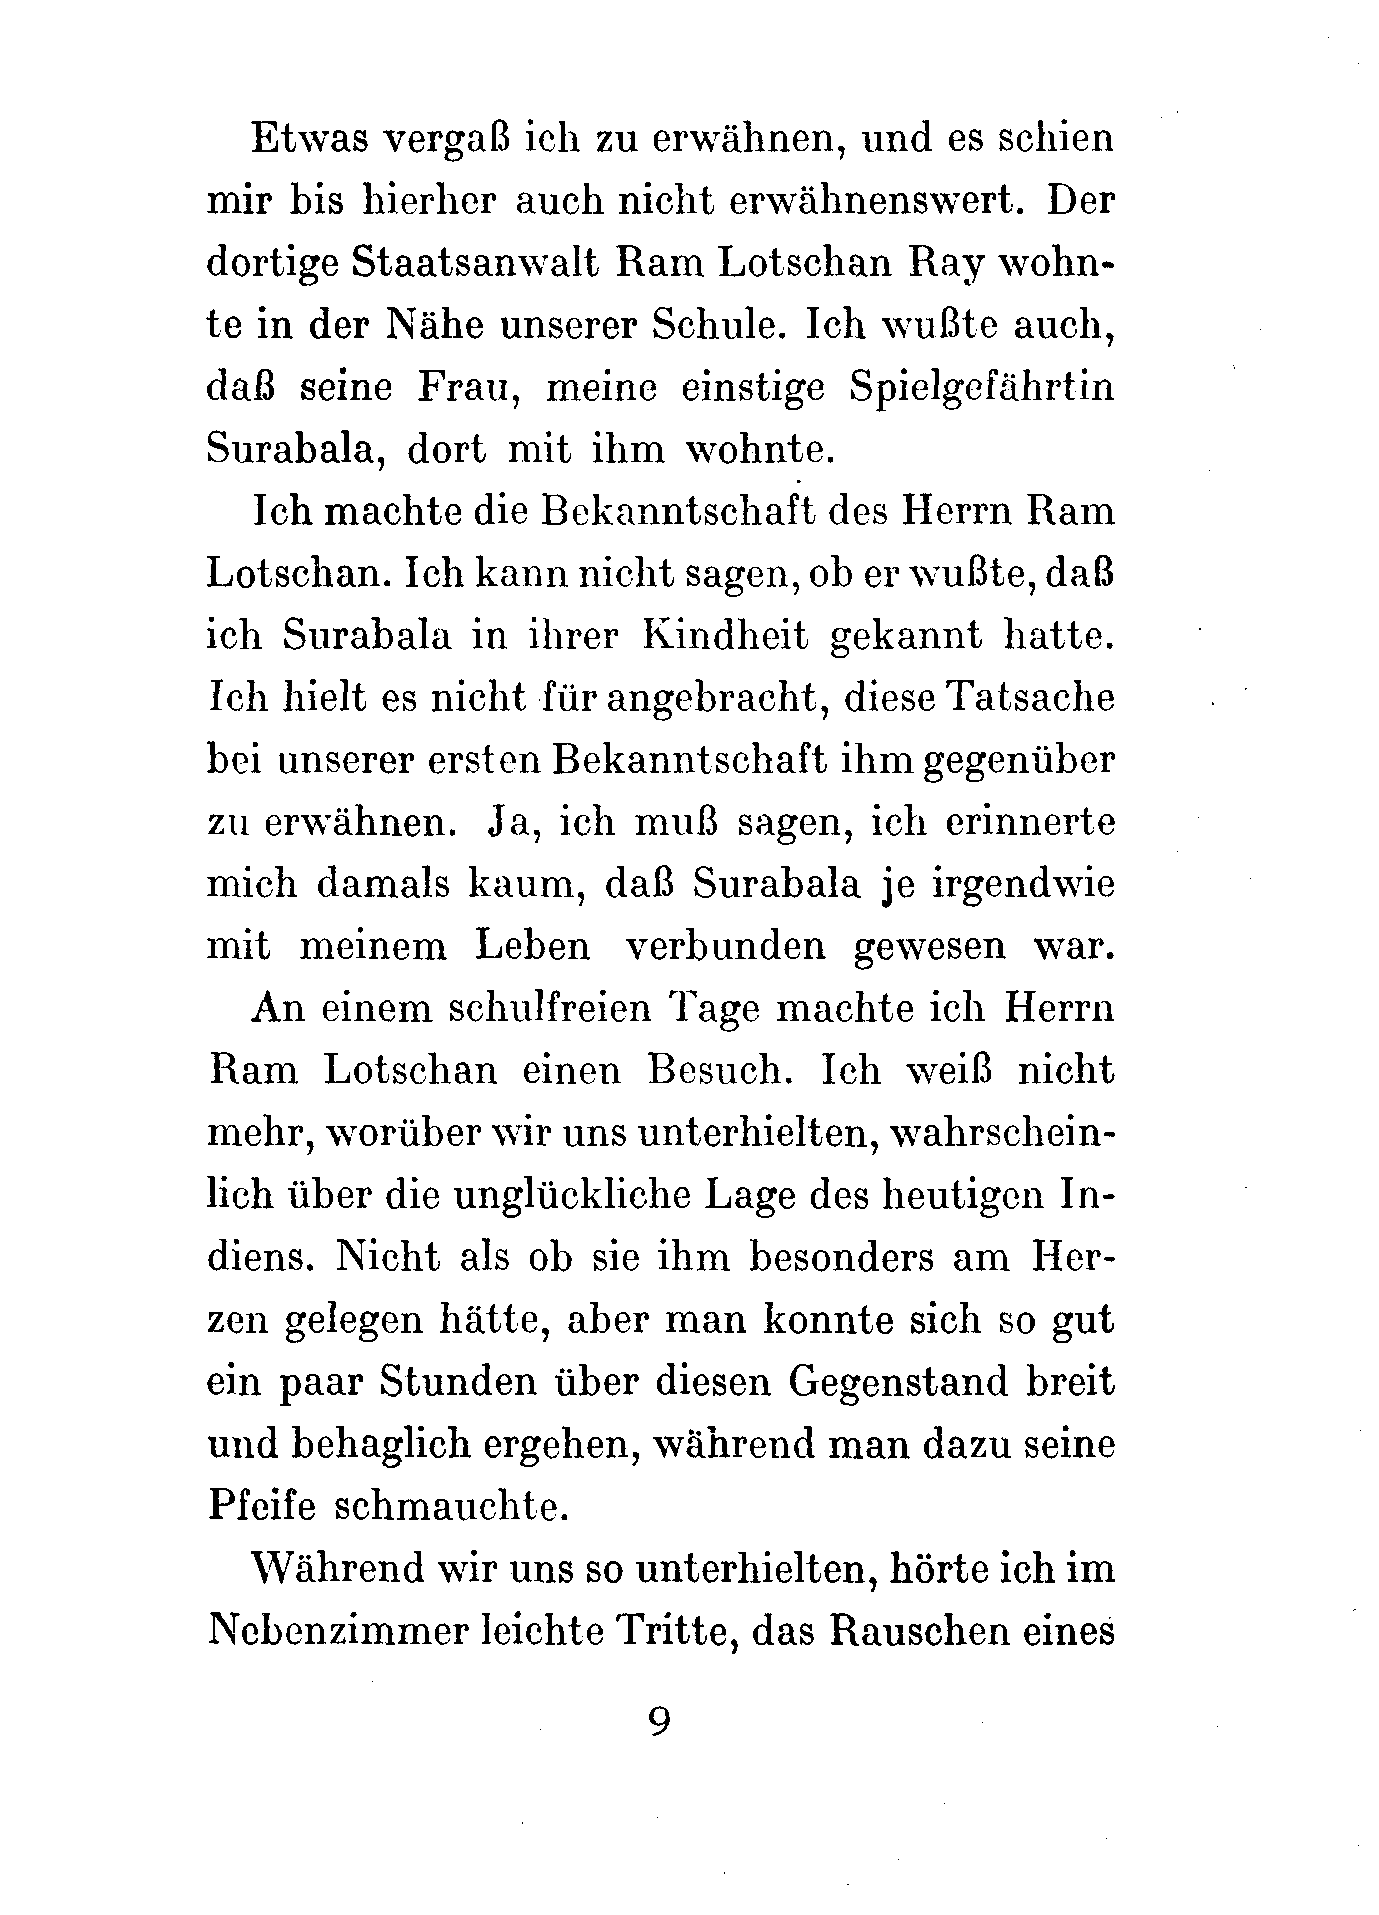 Etwas vergaß ich zu erwähnen, und es schien
mir bis hierher auch nicht erwähnenswert. Der
dortige Staatsanwalt Ram Lotschan Ray wohn-
te in der Nähe unserer Schule. Ich wußte auch,
daß seine Frau, meine einstige Spielgefährtin
Surabala, dort mit ihm wohnte.
Ich machte die Bekanntschaft des Herrn Ram
Lotschan. Ich kann nicht sagen, ob er wußte, daß
ich Surabala in ihrer Kindheit gekannt hatte.
Ich hielt es nicht für angebracht, diese Tatsache
bei unserer ersten Bekanntschaft ihm gegenüber
zu erwähnen. Ja, ich muß sagen, ich erinnerte
mich damals kaum, daß Surabala je irgendwie
mit meinem Leben verbunden gewesen war.
An einem schulfreien Tage machte ich Herrn
Ram Lotschan einen Besuch. Ich weiß nicht
mehr, worüber wir uns unterhielten, wahrschein-
lich über die unglückliche Lage des heutigen In-
diens. Nicht als ob sie ihm besonders am Her-
zen gelegen hätte, aber man konnte sich so gut
ein paar Stunden über diesen Gegenstand breit
und behaglich ergehen, während man dazu seine
Pfeife schmauchte.
Während wir uns so unterhielten, hörte ich im
Nebenzimmer leichte Tritte, das Rauschen eines
9